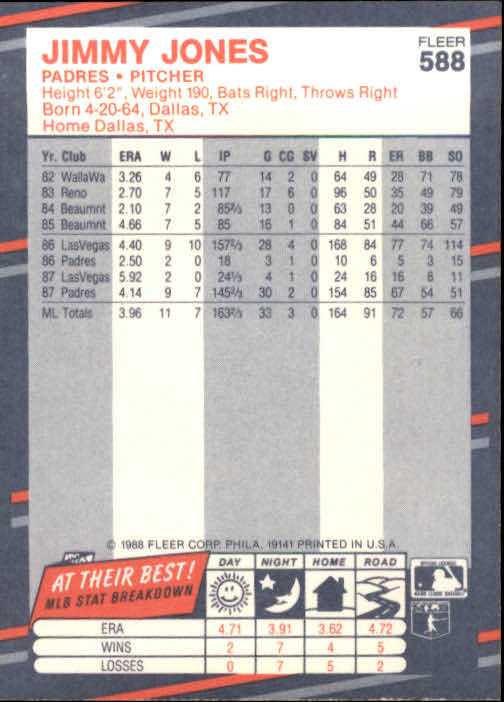 JIMMY JONES
FLEER
588
PADRES • PITCHER
Height 6'2", Weight 190, Bats Right, Throws Right
Born 4-20-64, Dallas, TX
Home Dallas, TX
Yr. Club ERA W L IP G CG SV H R ER BB SO
82 WallaWa 3.26 4 6 77 14 2 0 64 49 28 71 78
83 Reno 2.70 7 5 117 17 6 0 96 50 35 49 79
84 Beaumnt 2.10 7 2 85⅔ 13 0 0 63 28 20 39 49
85 Beaumnt 4.66 7 5 85 16 1 0 84 51 44 66 57
86 LasVegas 4.40 9 10 157⅔ 28 4 0 168 84 77 74 114
86 Padres 2.50 2 0 18 3 1 0 10 6 5 3 15
87 LasVegas 5.92 2 0 24⅓ 4 1 0 24 16 16 8 11
87 Padres 4.14 9 7 145⅔ 30 2 0 154 85 67 54 51
ML Totals 3.96 11 7 163⅔ 33 3 0 164 91 72 57 66
© 1988 FLEER CORP. PHILA. 19141 PRINTED IN U.S.A.
AT THEIR BEST!
MLB STAT BREAKDOWN
DAY NIGHT HOME ROAD
ERA 4.71 3.91 3.62 4.72
WINS 2 7 4 5
LOSSES 0 7 5 2